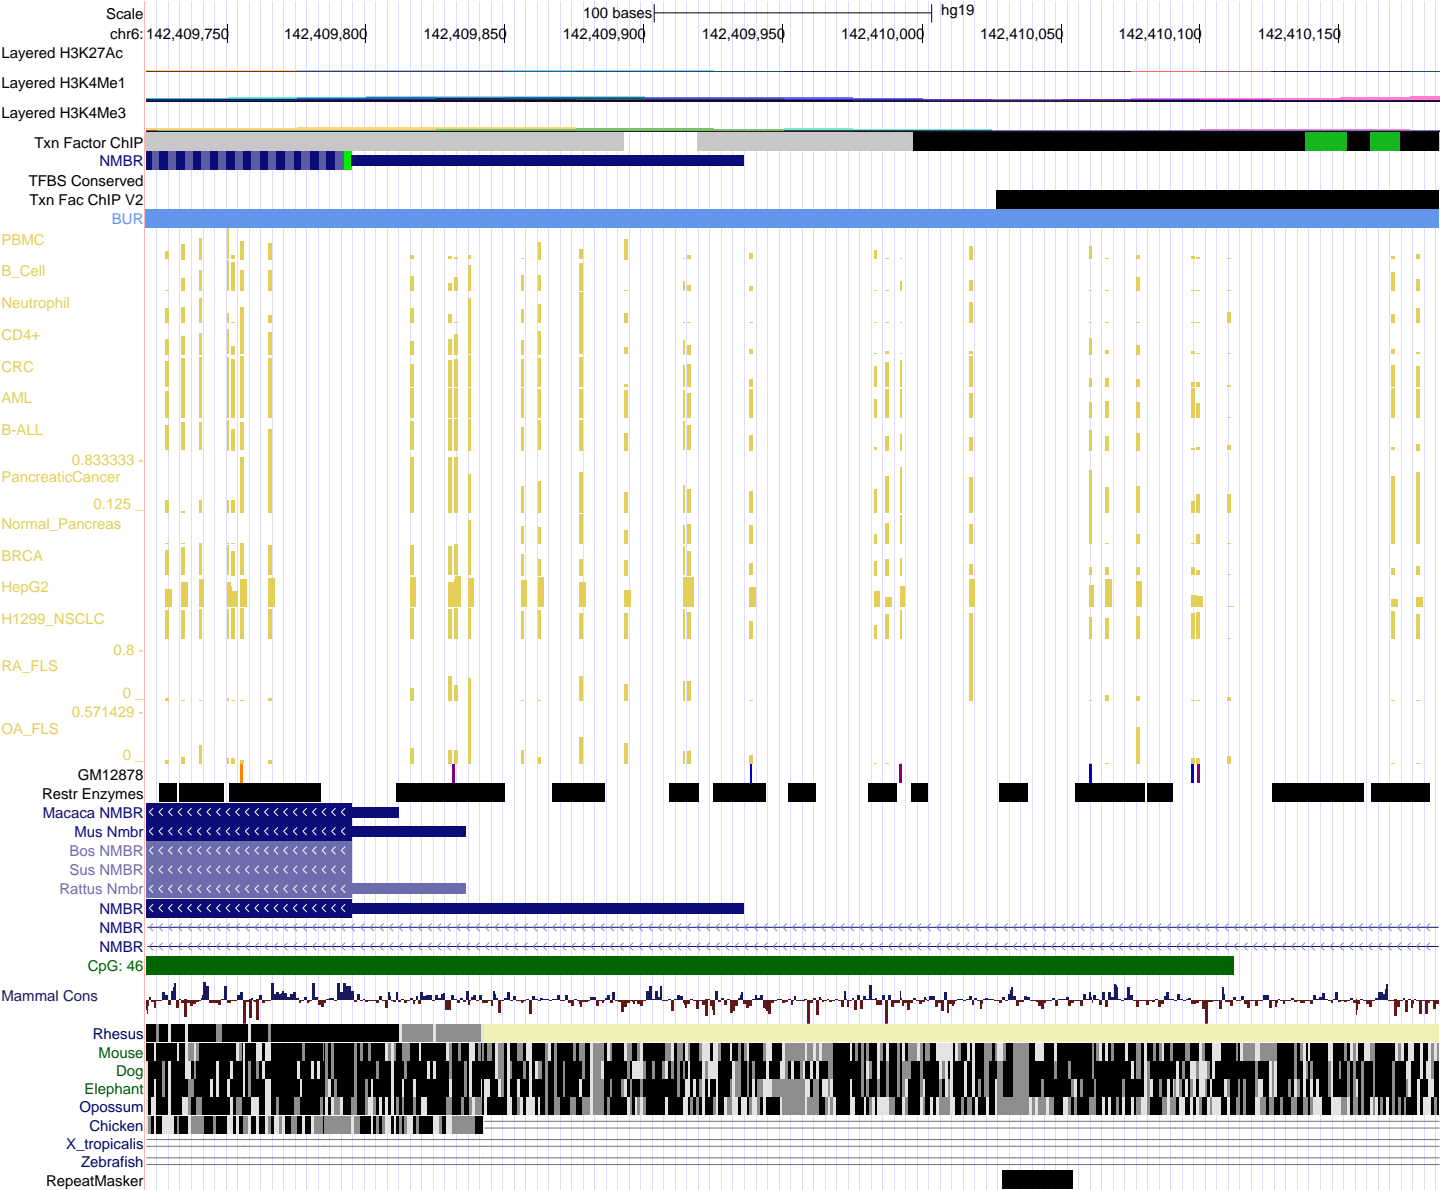 Scale 100 bases hg19
chr6: 142,409,750 142,409,800 142,409,850 142,409,900 142,409,950 142,410,000 142,410,050 142,410,100 142,410,150
Layered H3K27Ac
Layered H3K4Me1
Layered H3K4Me3
Txn Factor ChIP
NMBR
TFBS Conserved
Txn Fac ChIP V2
BUR
PBMC
B_Cell
Neutrophil
CD4+
CRC
AML
B-ALL
0.833333 -
PancreaticCancer
0.125 _
Normal_Pancreas
BRCA
HepG2
H1299_NSCLC
0.8 -
RA_FLS
0 _
0.571429 -
OA_FLS
0 _
GM12878
Restr Enzymes
Macaca NMBR
Mus Nmbr
Bos NMBR
Sus NMBR
Rattus Nmbr
NMBR
NMBR
NMBR
CpG: 46
Mammal Cons
Rhesus
Mouse
Dog
Elephant
Opossum
Chicken
X_tropicalis
Zebrafish
RepeatMasker